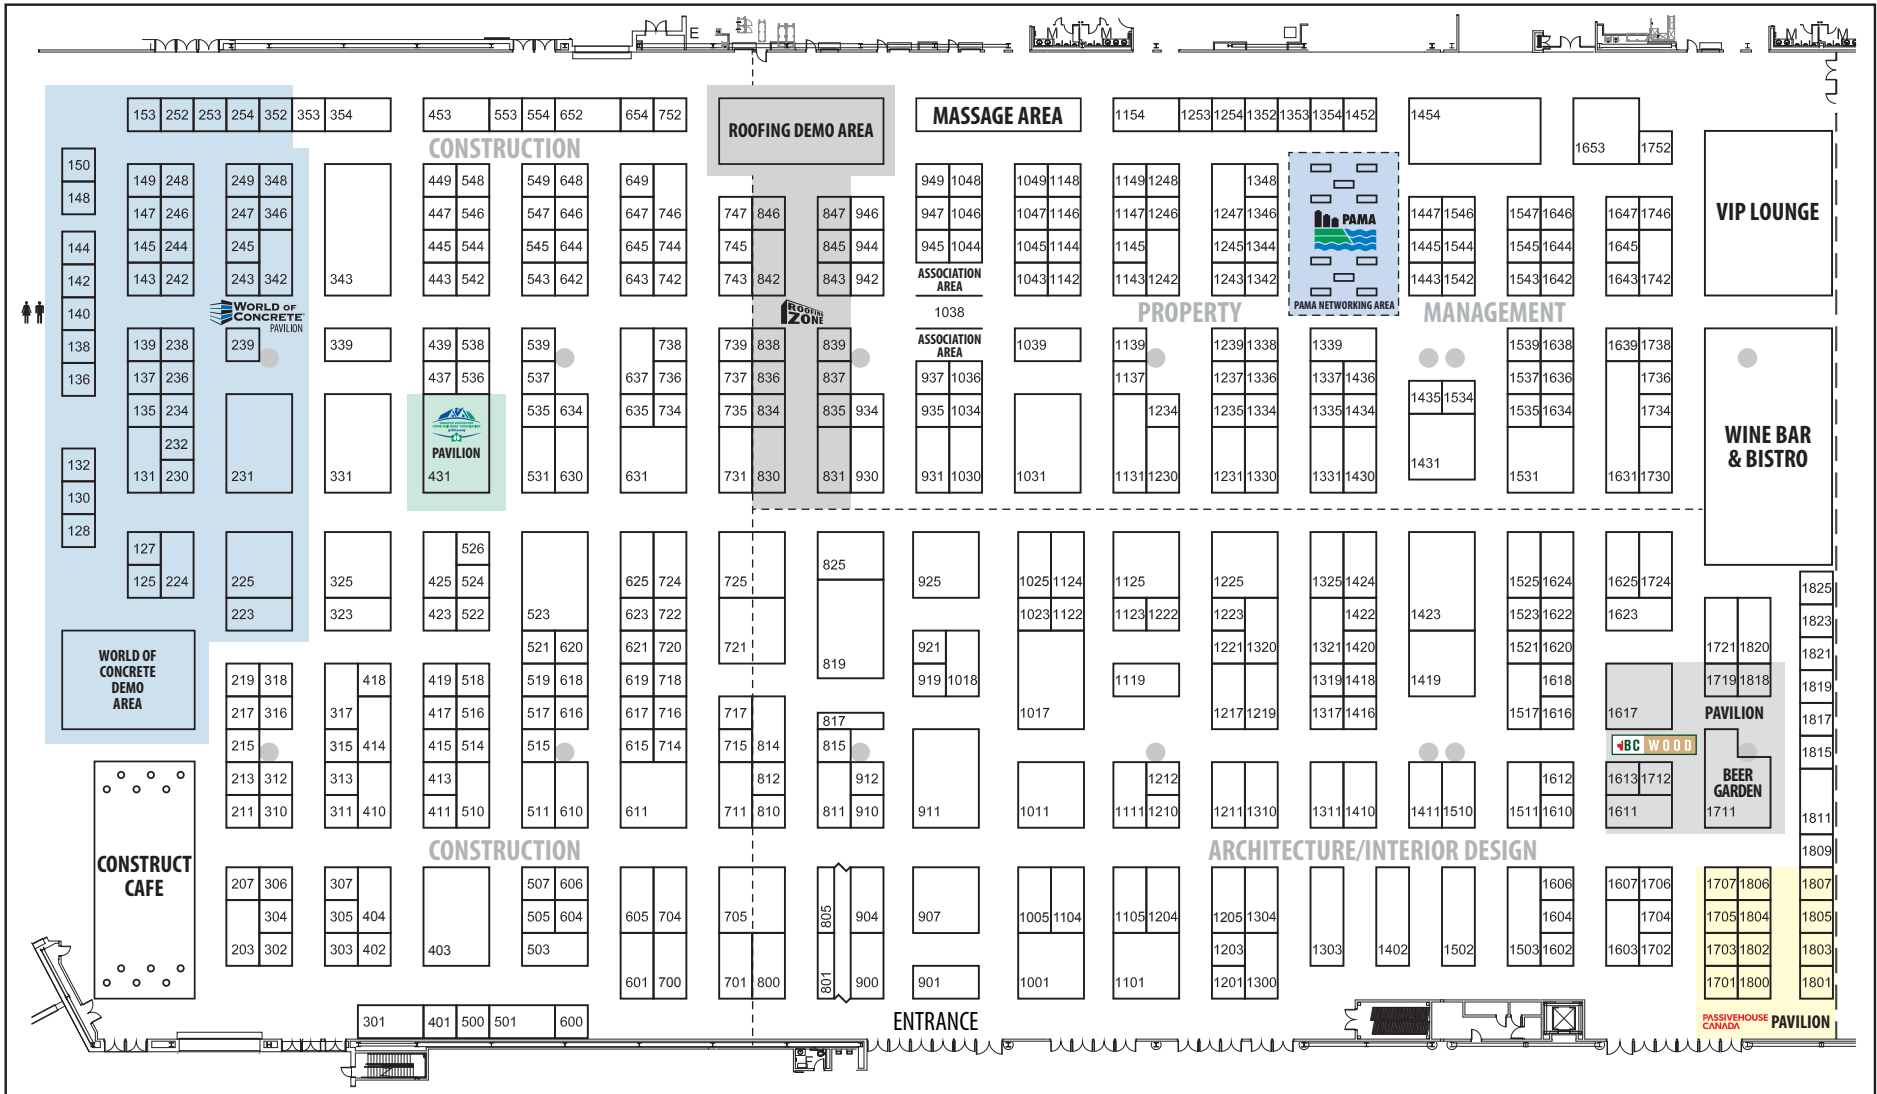 E
M
M
M
M
153 252 253 254 352 353 354
453 553 554 652 654 752
ROOFING DEMO AREA
MASSAGE AREA
1154 1253 1254 1352 1353 1354 1452
1454
1653 1752
CONSTRUCTION
150
148
149 248 249 348
449 548 549 648 649
949 1048 1049 1148 1149 1248 1348
147 246 247 346
447 546 547 646 647 746 747 846 847 946
947 1046 1047 1146 1147 1246 1247 1346
PAMA
1447 1546 1547 1646 1647 1746
VIP LOUNGE
144
145 244 245
445 544 545 644 645 744 745 845 944
945 1044 1045 1144 1145 1245 1344
1445 1544 1545 1644 1645
142
143 242 243 342 343
443 542 543 642 643 742 743 842 843 942
ASSOCIATION
AREA
1043 1142 1143 1242 1243 1342
1443 1542 1543 1642 1643 1742
PAMA NETWORKING AREA
140
WORLD OF
CONCRETE
PAVILION
ROOFING
ZONE
1038
PROPERTY
MANAGEMENT
138
139 238 239 339
439 538 539 738 739 838 839
ASSOCIATION
AREA
1039 1139 1239 1338 1339
1539 1638 1639 1738
136
137 236
437 536 537 637 736 737 836 837
937 1036 1137 1237 1336 1337 1436
1537 1636 1736
135 234
535 634 635 734 735 834 835 934
935 1034 1234 1235 1334 1335 1434
1435 1534 1535 1634 1734
232
PAVILION
WINE BAR
& BISTRO
132
131 230 231 331 431
531 630 631 731 830 831 930
931 1030 1031 1131 1230 1231 1330 1331 1430
1431 1531 1631 1730
130
128
127
526
825
125 224 225 325 425 524
625 724 725 925
1025 1124 1125 1225 1325 1424
1525 1624 1625 1724
1825
223 323 423 522 523 623 722
1023 1122 1123 1222 1223 1422 1423
1523 1622 1623
1823
WORLD OF
CONCRETE
DEMO
AREA
521 620 621 720 721 819
921 1221 1320 1321 1420
1521 1620 1721 1820 1821
219 318 418 419 518 519 618 619 718
919 1018 1119 1319 1418 1419
1618 1719 1818 1819
217 316 317 417 516 517 616 617 716 717 817
1017 1217 1219 1317 1416
1517 1616 1617
PAVILION
1817
215 315 414 415 514 515 615 714 715 814 815
BC WOOD
1815
213 312 313 413 812 912 1212
1612 1613 1712
BEER
GARDEN
211 310 311 410 411 510 511 610 611 711 810 811 910 911
1011 1111 1210 1211 1310 1311 1410 1411 1510 1511 1610 1611 1711
1811
CONSTRUCTION
ARCHITECTURE/INTERIOR DESIGN
1809
CONSTRUCT
CAFE
207 306 307 507 606
1606 1607 1706 1707 1806 1807
304 305 404 505 604 605 704 705 805 904 907
1005 1104 1105 1204 1205 1304
1604 1704 1705 1804 1805
203 302 303 402 403 503
1203 1303 1402 1502 1503 1602 1603 1702 1703 1802 1803
601 700 701 800 801 900 901
1001 1101 1201 1300
1701 1800 1801
301 401 500 501 600
ENTRANCE
PASSIVEHOUSE
CANADA
PAVILION